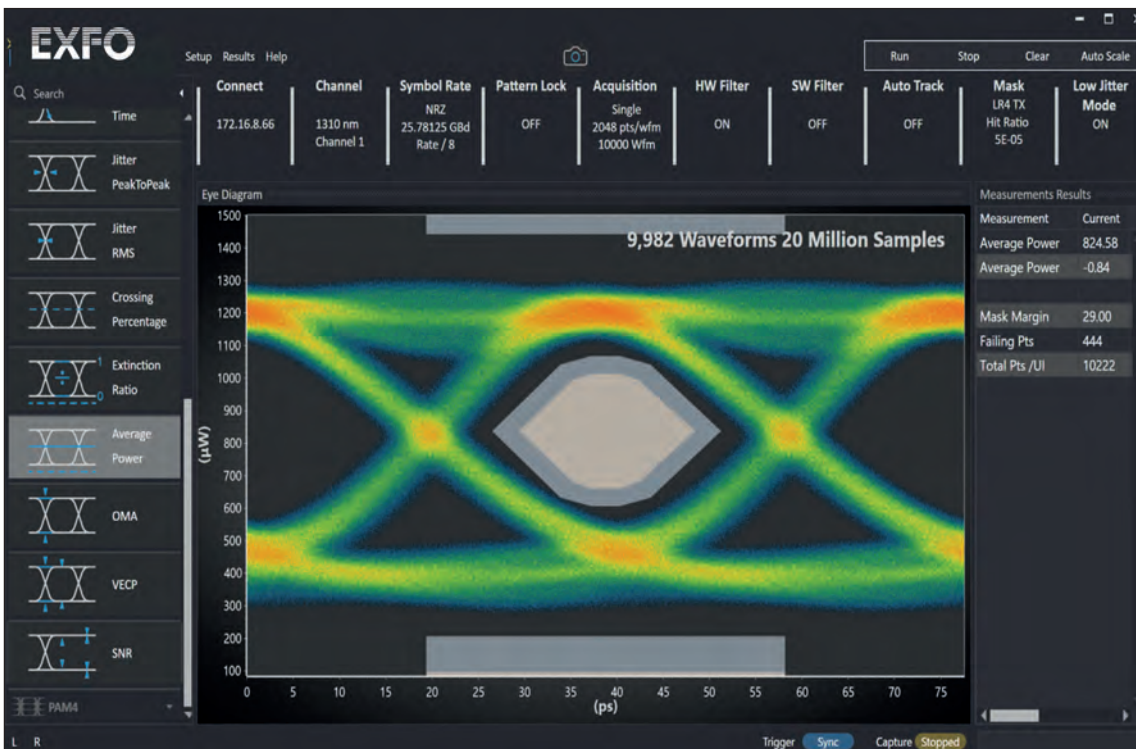 EXFO
Setup Results Help
Run Stop Clear Auto Scale
Search
Connect
172.16.8.66
Channel
1310 nm
Channel 1
Symbol Rate
NRZ
25.78125 GBd
Rate / 8
Pattern Lock
OFF
Acquisition
Single
2048 pts/wfm
10000 Wfm
HW Filter
ON
SW Filter
OFF
Auto Track
OFF
Mask
LR4 TX
Hit Ratio
5E-05
Low Jitter
Mode
ON
Time
Jitter
PeakToPeak
Jitter
RMS
Crossing
Percentage
1
Extinction
Ratio
0
Average
Power
OMA
VECP
SNR
PAM4
Eye Diagram
9,982 Waveforms 20 Million Samples
1500
1400
1300
1200
1100
1000
900
800
700
600
500
400
300
200
100
(µW)
0 5 10 15 20 25 30 35 40 45 50 55 60 65 70 75
(ps)
Measurements Results
Measurement Current
Average Power 824.58
Average Power -0.84
Mask Margin 29.00
Failing Pts 444
Total Pts /UI 10222
L R
Trigger Sync Capture Stopped